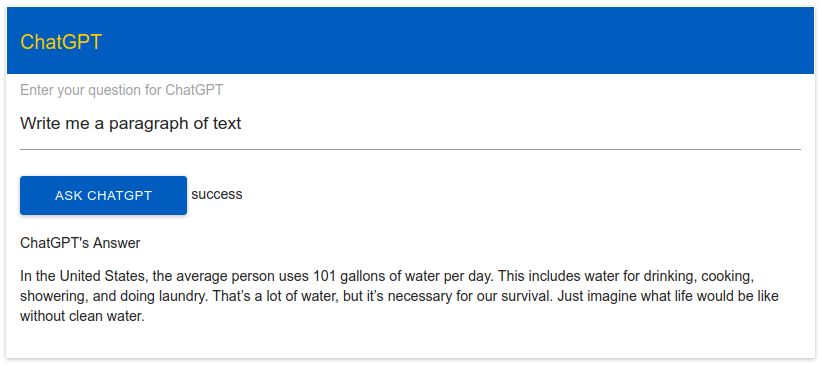 ChatGPT
Enter your question for ChatGPT
Write me a paragraph of text
ASK CHATGPT success
ChatGPT's Answer
In the United States, the average person uses 101 gallons of water per day. This includes water for drinking, cooking,
showering, and doing laundry. That’s a lot of water, but it’s necessary for our survival. Just imagine what life would be like
without clean water.